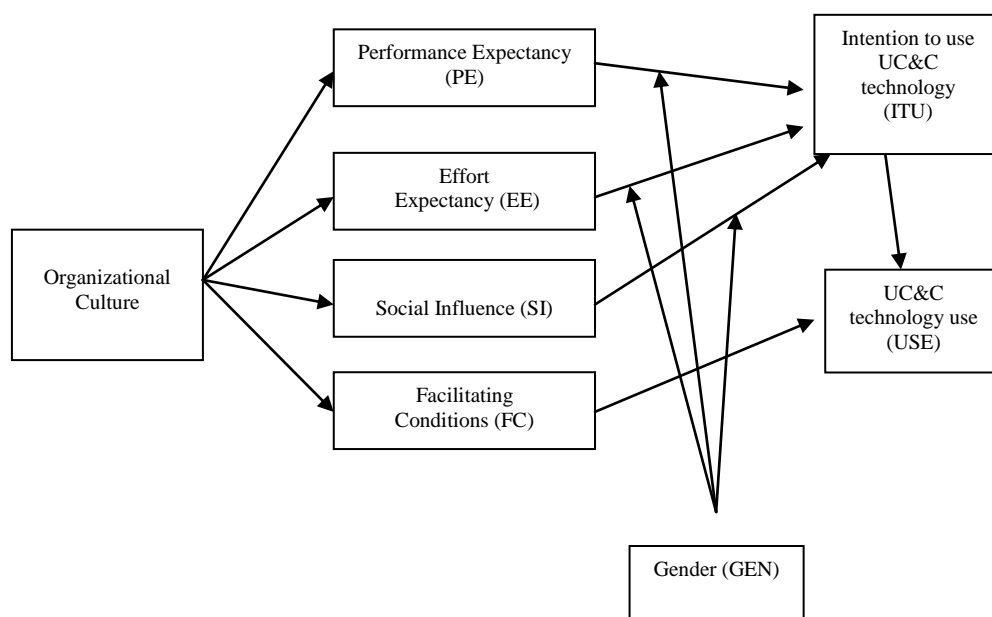 Performance Expectancy
(PE)
Intention to use
UC&C
technology
(ITU)
Effort
Expectancy (EE)
Organizational
Culture
Social Influence (SI)
UC&C
technology use
(USE)
Facilitating
Conditions (FC)
Gender (GEN)